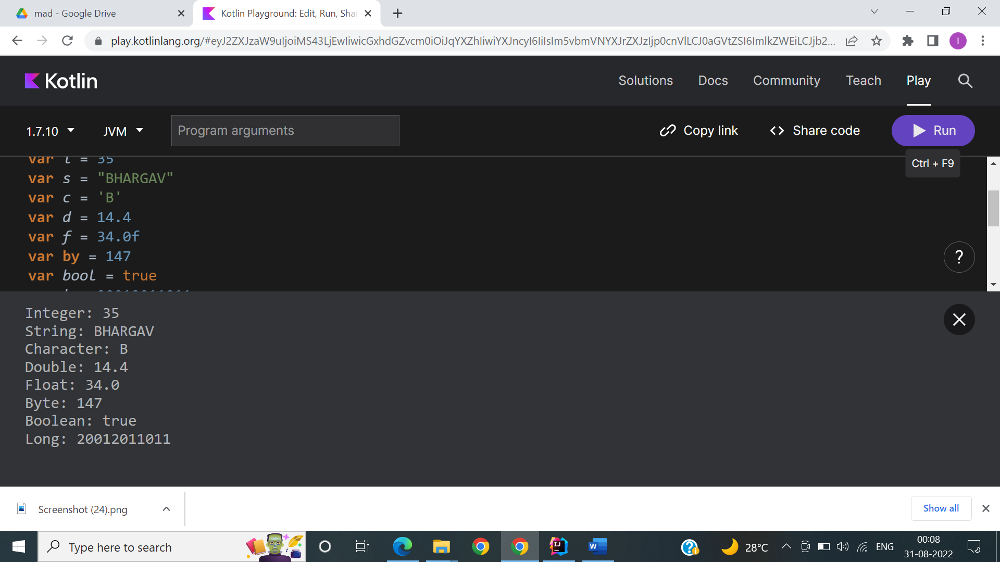 mad - Google Drive
Kotlin Playground: Edit, Run, Sha
play.kotlinlang.org/#eyJ2ZXJzaW9uIjoiMS43LjEwIiwicGxhdGZvcm0iOiJqYXZhIiwiYXJncyI6IiIsIm5vbmVNYXJrZXJzIjp0cnVlLCJ0aGVtZSI6ImlkZWEiLCJjb2...
I
Kotlin
Solutions Docs Community Teach Play
1.7.10 JVM Program arguments Copy link Share code Run
Ctrl + F9
var i = 35
var s = "BHARGAV"
var c = 'B'
var d = 14.4
var f = 34.0f
var by = 147
var bool = true
?
Integer: 35
String: BHARGAV
Character: B
Double: 14.4
Float: 34.0
Byte: 147
Boolean: true
Long: 20012011011
Screenshot (24).png
Show all
Type here to search
28°C
ENG
00:08
31-08-2022